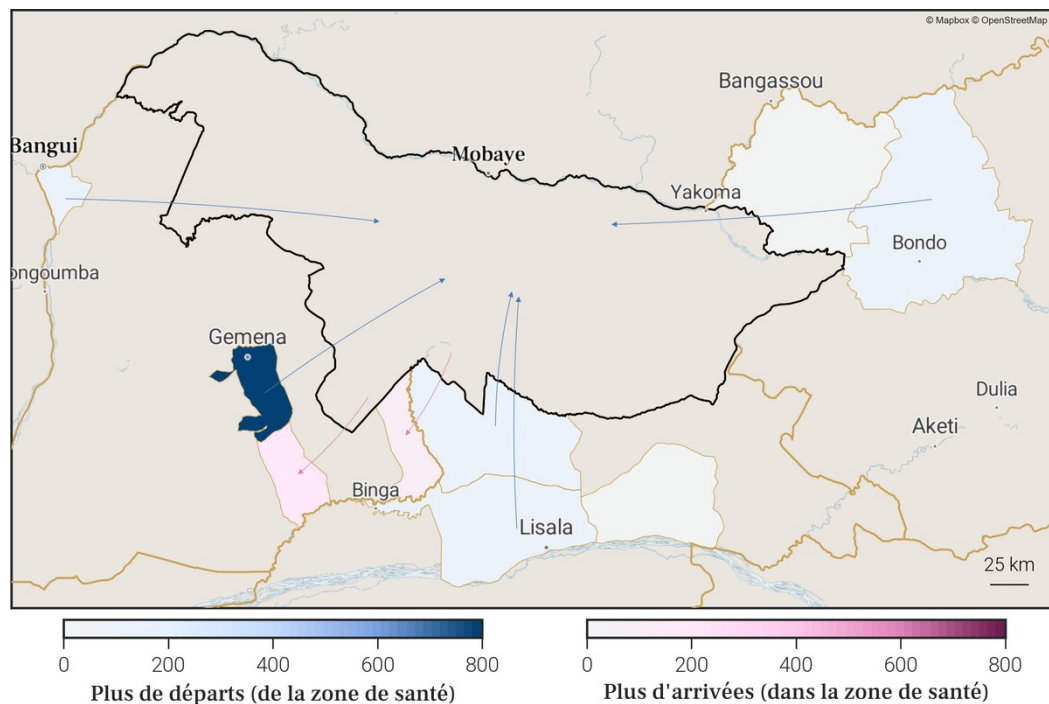 © Mapbox © OpenStreetMap
Bangassou
Bangui
Mobaye
Yakoma
Bondo
ongoumba
Gemena
Dulia
Aketi
Binga
Lisala
25 km
0 200 400 600 800
0 200 400 600 800
Plus de départs (de la zone de santé)
Plus d'arrivées (dans la zone de santé)